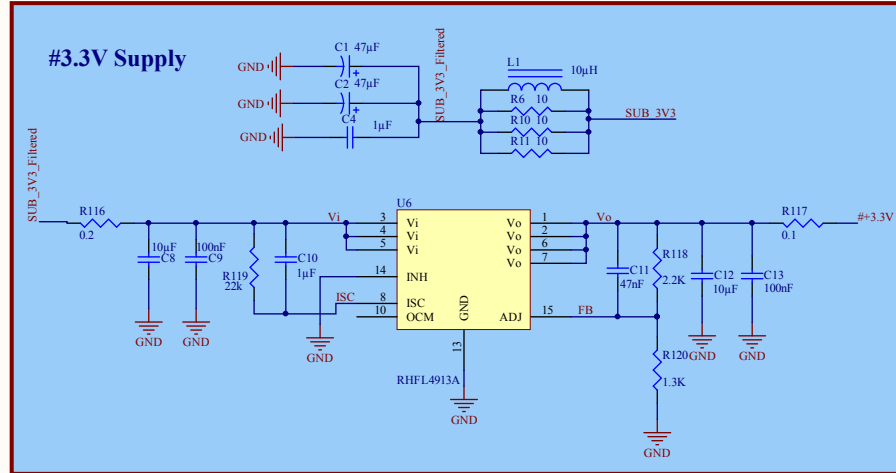 #3.3V Supply
C1 47µF
GND
C2 47µF
GND
C4
1µF
GND
SUB_3V3_Filtered
L1
10µH
R6 10
R10 10
R11 10
SUB_3V3
SUB_3V3_Filtered
R116
0.2
10µF
C8
100nF
C9
R119
22k
C10
1µF
GND
GND
Vi
ISC
GND
U6
3 Vi
4 Vi
5 Vi
14 INH
8 ISC
10 OCM
GND
13
Vo 1
Vo 2
Vo 6
Vo 7
ADJ 15
RHFL4913A
GND
Vo
FB
C11
47nF
R118
2.2K
C12
10µF
C13
100nF
R117
0.1
#+3.3V
GND
GND
R120
1.3K
GND